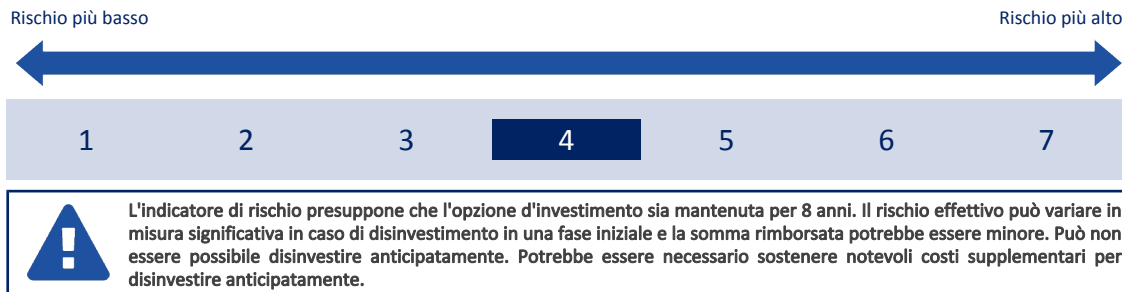 Rischio più basso Rischio più alto
1 2 3 4 5 6 7
L'indicatore di rischio presuppone che l'opzione d'investimento sia mantenuta per 8 anni. Il rischio effettivo può variare in
misura significativa in caso di disinvestimento in una fase iniziale e la somma rimborsata potrebbe essere minore. Può non
essere possibile disinvestire anticipatamente. Potrebbe essere necessario sostenere notevoli costi supplementari per
disinvestire anticipatamente.